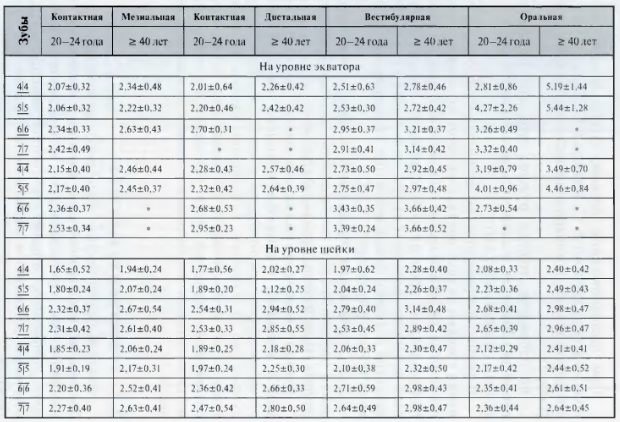 Зубы Контактная Мезиальная Контактная Дистальная Вестибулярная Оральная
20–24 года ≥ 40 лет 20–24 года ≥ 40 лет 20–24 года ≥ 40 лет 20–24 года ≥ 40 лет
На уровне экватора
4|4 2,07±0,32 2,34±0,48 2,01±0,64 2,26±0,42 2,51±0,63 2,78±0,46 2,81±0,86 5,19±1,44
5|5 2,06±0,32 2,22±0,32 2,20±0,46 2,42±0,42 2,53±0,30 2,72±0,42 4,27±2,26 5,44±1,28
6|6 2,34±0,33 2,63±0,43 2,70±0,31 * 2,95±0,37 3,21±0,37 3,26±0,49 *
7|7 2,42±0,49 * * 2,91±0,41 3,14±0,42 3,32±0,40 *
4|4 2,15±0,40 2,46±0,44 2,28±0,43 2,57±0,46 2,73±0,50 2,92±0,45 3,19±0,79 3,49±0,70
5|5 2,17±0,40 2,45±0,37 2,32±0,42 2,64±0,39 2,75±0,47 2,97±0,48 4,01±0,96 4,46±0,84
6|6 2,36±0,37 * 2,68±0,53 * 3,43±0,35 3,66±0,42 2,73±0,54 *
7|7 2,53±0,34 * 2,95±0,23 * 3,39±0,24 3,66±0,52 * *
На уровне шейки
4|4 1,65±0,52 1,94±0,24 1,77±0,56 2,02±0,27 1,97±0,62 2,28±0,40 2,08±0,33 2,40±0,42
5|5 1,80±0,24 2,07±0,24 1,89±0,20 2,12±0,25 2,04±0,24 2,26±0,37 2,23±0,36 2,49±0,43
6|6 2,32±0,37 2,67±0,54 2,54±0,31 2,94±0,52 2,79±0,40 3,14±0,48 2,68±0,41 2,98±0,47
7|7 2,31±0,42 2,61±0,40 2,53±0,33 2,85±0,55 2,53±0,45 2,89±0,42 2,65±0,39 2,96±0,47
4|4 1,85±0,23 2,06±0,24 1,89±0,25 2,18±0,28 2,06±0,33 2,30±0,47 2,12±0,29 2,41±0,41
5|5 1,91±0,19 2,17±0,31 1,97±0,24 2,25±0,30 2,10±0,38 2,32±0,50 2,17±0,42 2,44±0,52
6|6 2,20±0,36 2,52±0,41 2,36±0,42 2,66±0,33 2,71±0,59 2,98±0,43 2,35±0,41 2,61±0,51
7|7 2,27±0,40 2,63±0,41 2,47±0,54 2,80±0,50 2,64±0,49 2,98±0,47 2,36±0,44 2,64±0,45